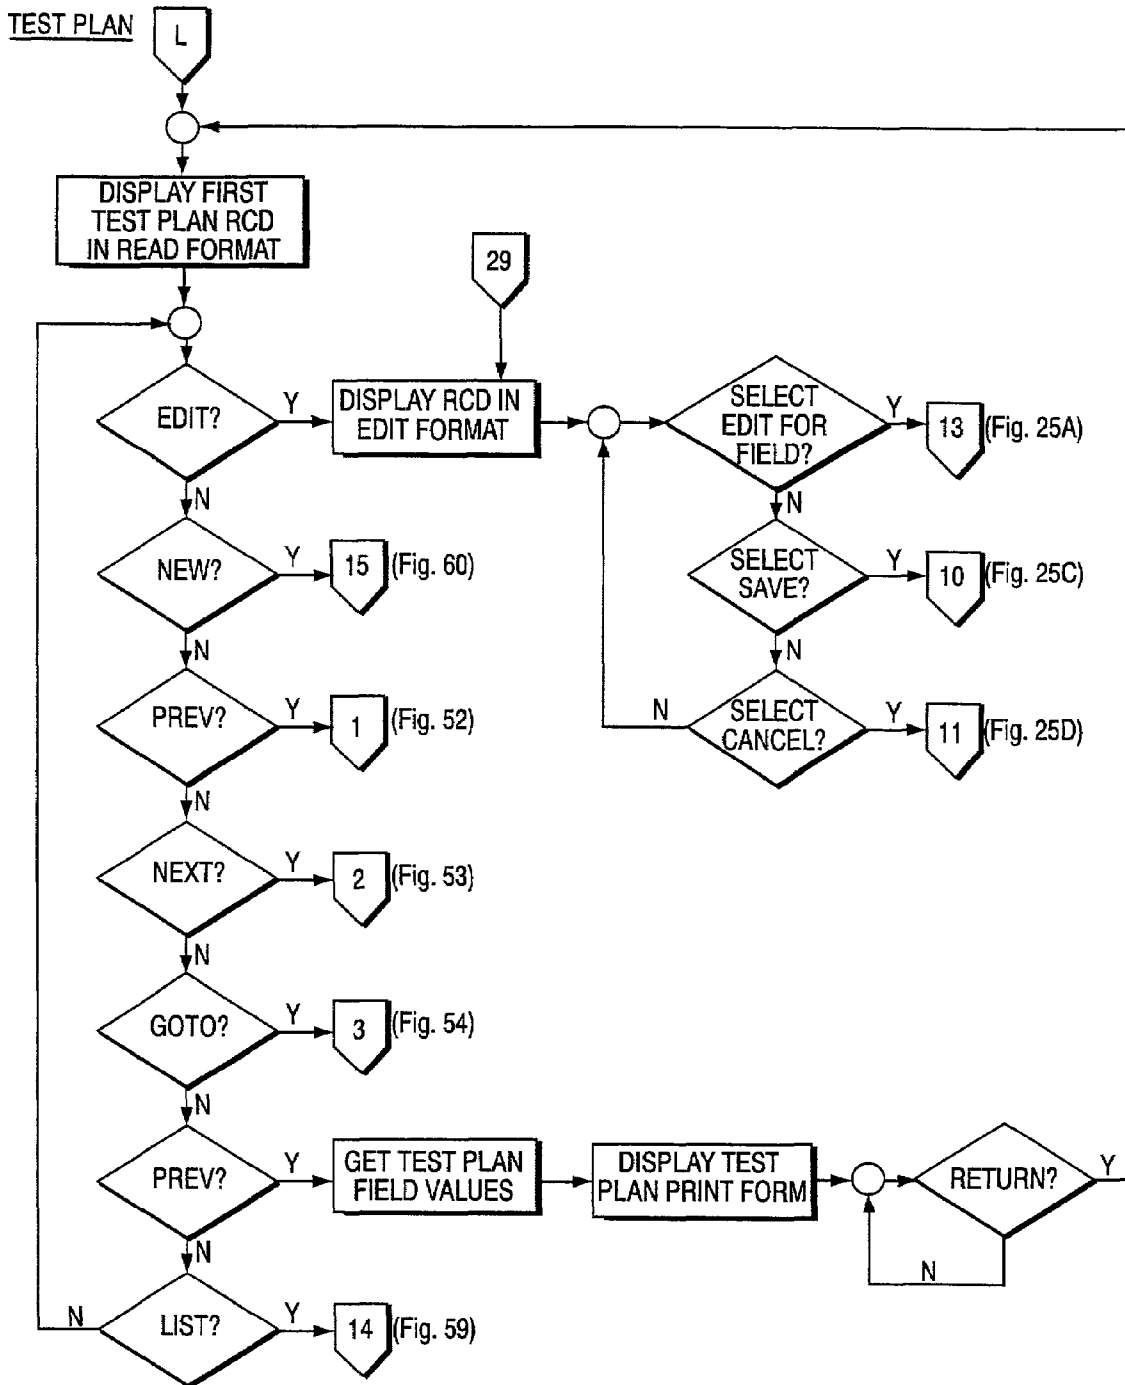 TEST PLAN
L
DISPLAY FIRST
TEST PLAN RCD
IN READ FORMAT
29
EDIT?
Y
DISPLAY RCD IN
EDIT FORMAT
SELECT
EDIT FOR
FIELD?
Y
13 (Fig. 25A)
N
N
NEW?
Y
15 (Fig. 60)
SELECT
SAVE?
Y
10 (Fig. 25C)
N
N
PREV?
Y
1 (Fig. 52)
N
SELECT
CANCEL?
Y
11 (Fig. 25D)
N
NEXT?
Y
2 (Fig. 53)
N
GOTO?
Y
3 (Fig. 54)
N
PREV?
Y
GET TEST PLAN
FIELD VALUES
DISPLAY TEST
PLAN PRINT FORM
RETURN?
Y
N
N
N
LIST?
Y
14 (Fig. 59)